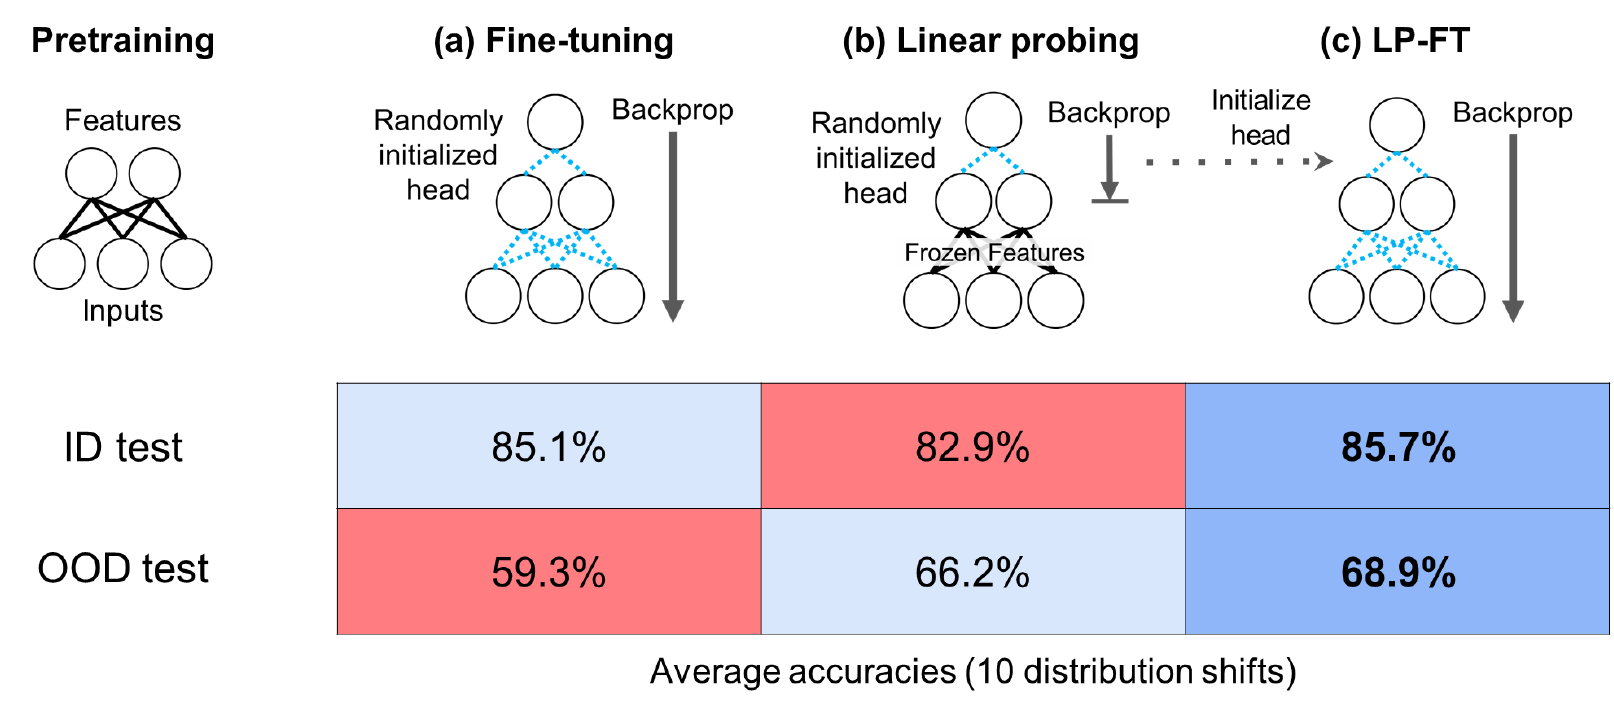 Pretraining
(a) Fine-tuning
(b) Linear probing
(c) LP-FT
Features
Inputs
Randomly
initialized
head
Backprop
Randomly
initialized
head
Backprop
Frozen Features
Initialize
head
Backprop
ID test
85.1%
82.9%
85.7%
OOD test
59.3%
66.2%
68.9%
Average accuracies (10 distribution shifts)